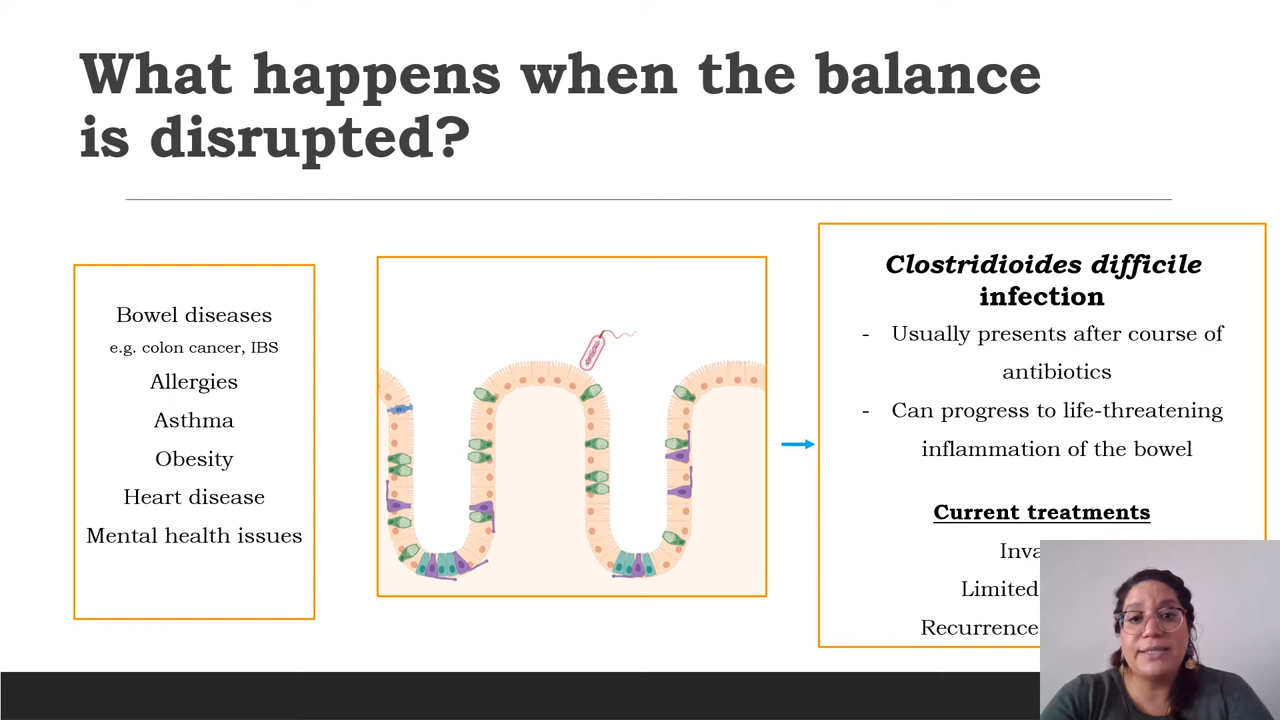 What happens when the balance
is disrupted?
Bowel diseases
e.g. colon cancer, IBS
Allergies
Asthma
Obesity
Heart disease
Mental health issues
Clostridioides difficile
infection
- Usually presents after course of
antibiotics
- Can progress to life-threatening
inflammation of the bowel
Current treatments
Limited
Recurrence